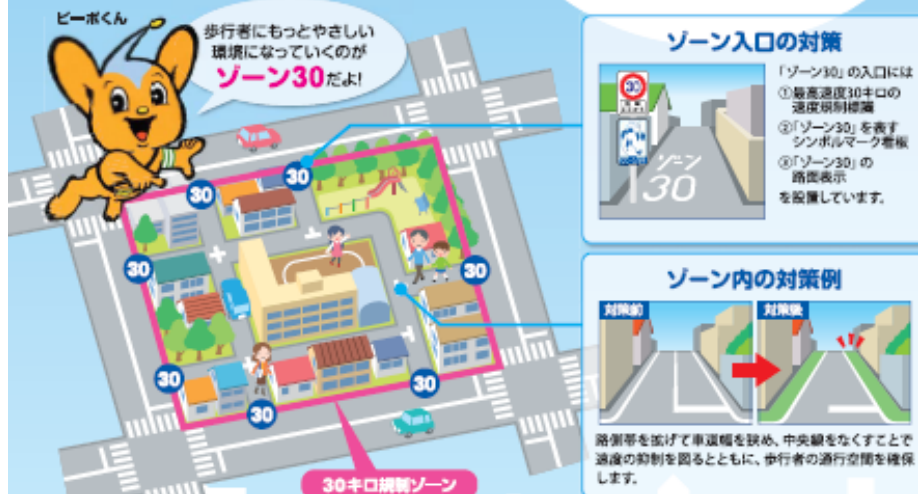 ピーポくん
歩行者にもっとやさしい
環境になっていくのが
ゾーン30だよ!
30
30
30
30
30
30
30
30キロ規制ゾーン
ゾーン入口の対策
30
ゾーン
30
「ゾーン30」の入口には
①最高速度30キロの
速度規制標識
②「ゾーン30」を表す
シンボルマーク看板
③「ゾーン30」の
路面表示
を設置しています。
ゾーン内の対策例
対策前
対策後
路側帯を拡げて車道幅を狭め、中央線をなくすことで
速度の抑制を図るとともに、歩行者の通行空間を確保
します。